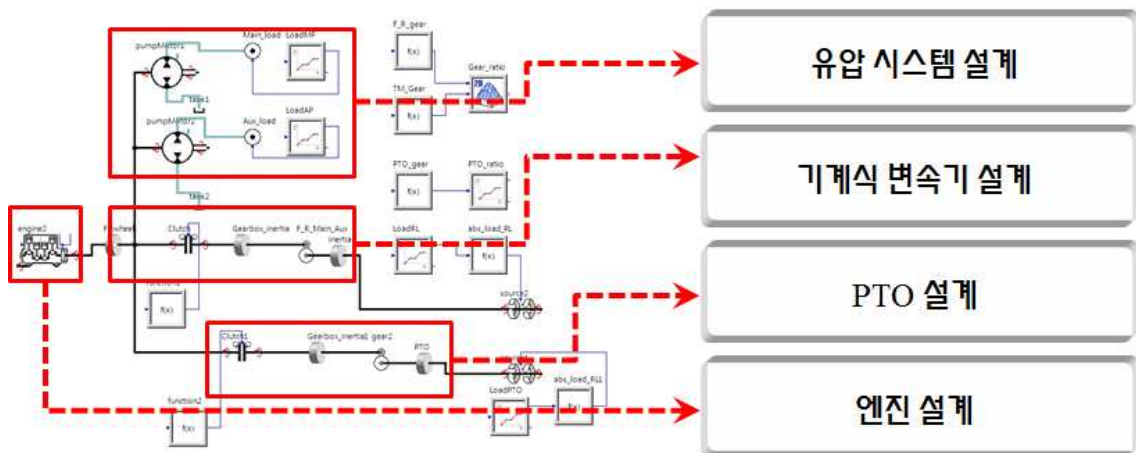 F_R_gear
f(x)
Main_load
LoadMP
pumpMotor1
Gear_ratio
TM_Gear
f(x)
tank1
LoadAP
Aux_load
pumpMotor2
PTO_gear
PTO_ratio
f(x)
tank2
engine2
Flywheel
Clutch
Gearbox_inertia
F_R_Main_Aux
inertia
LoadRL
abs_load_RL
f(x)
f(x)
source2
Clutch1
Gearbox_inertia1
gear2
PTO
function2
f(x)
LoadPTO
abs_load_RL1
f(x)
유압 시스템 설계
기계식 변속기 설계
PTO 설계
엔진 설계